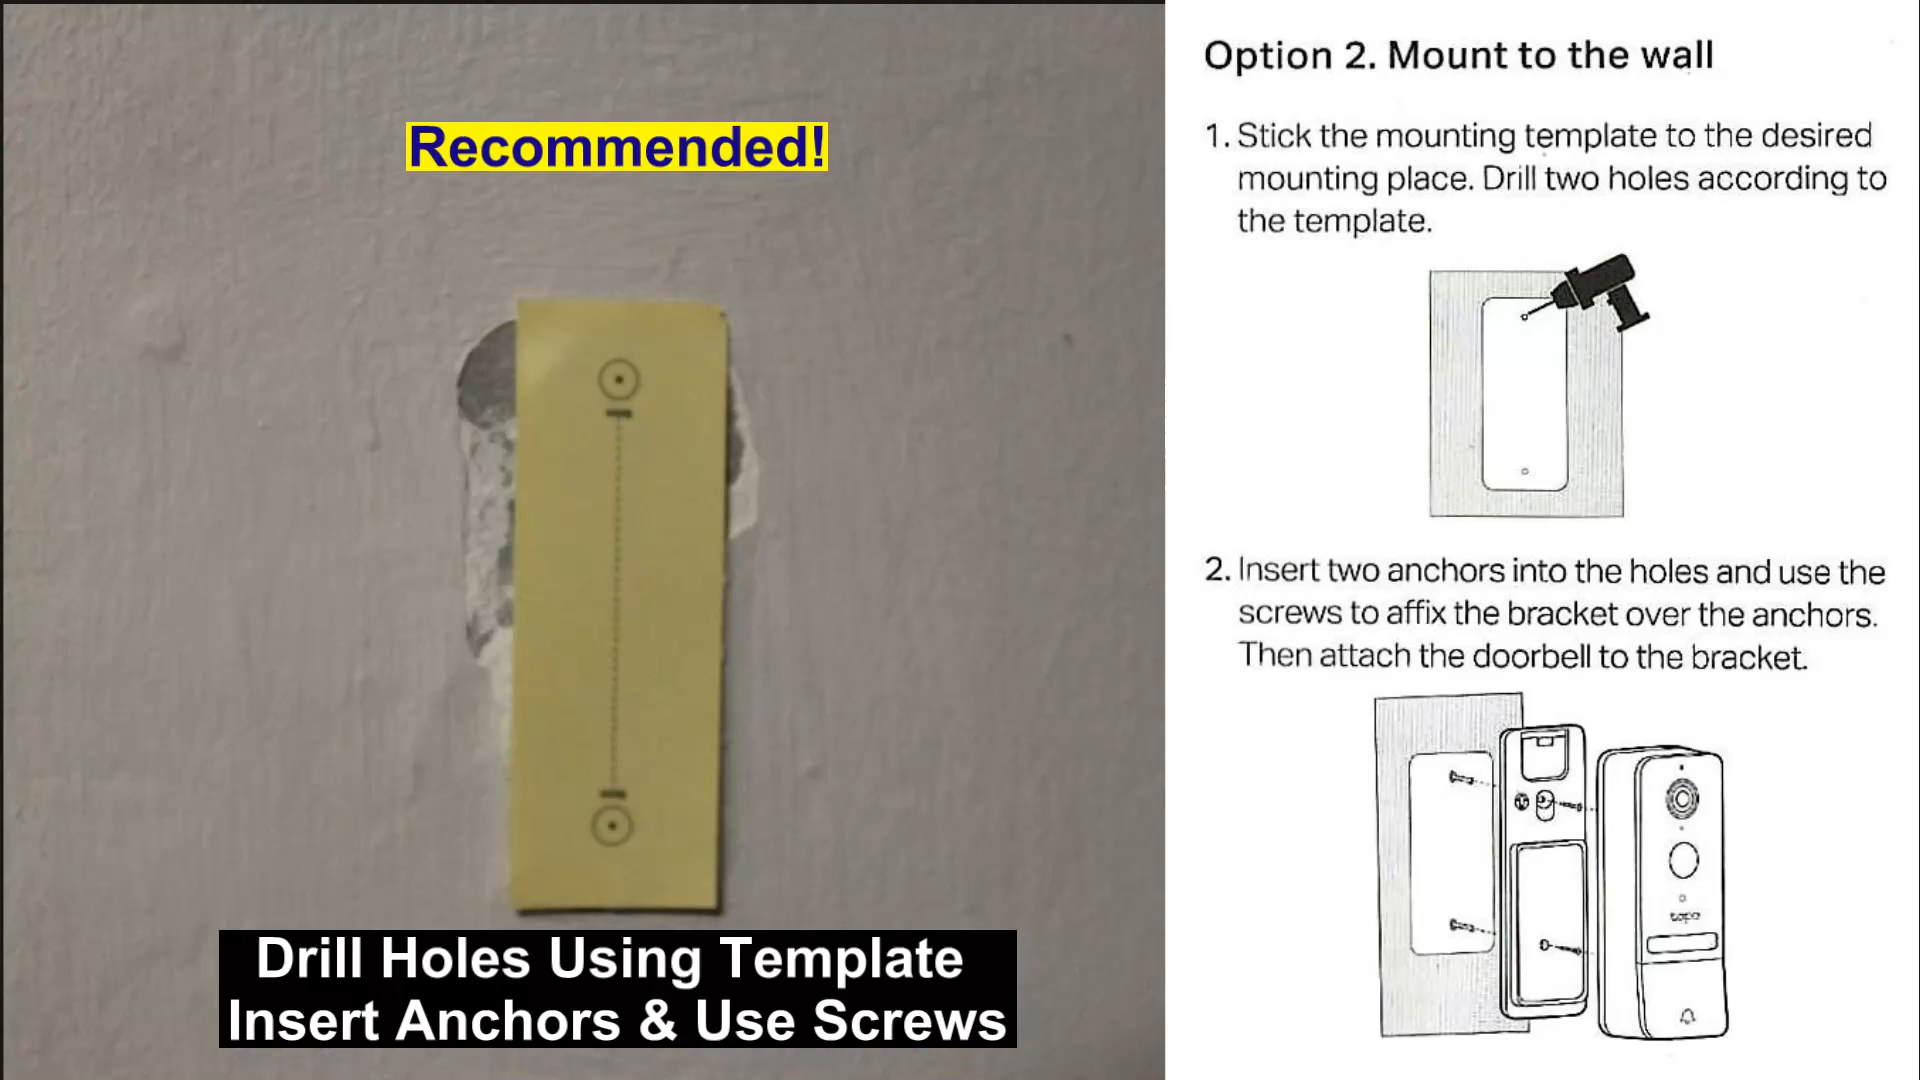 Recommended!
Drill Holes Using Template
Insert Anchors & Use Screws
Option 2. Mount to the wall
1. Stick the mounting template to the desired
mounting place. Drill two holes according to
the template.
2. Insert two anchors into the holes and use the
screws to affix the bracket over the anchors.
Then attach the doorbell to the bracket.
tapo